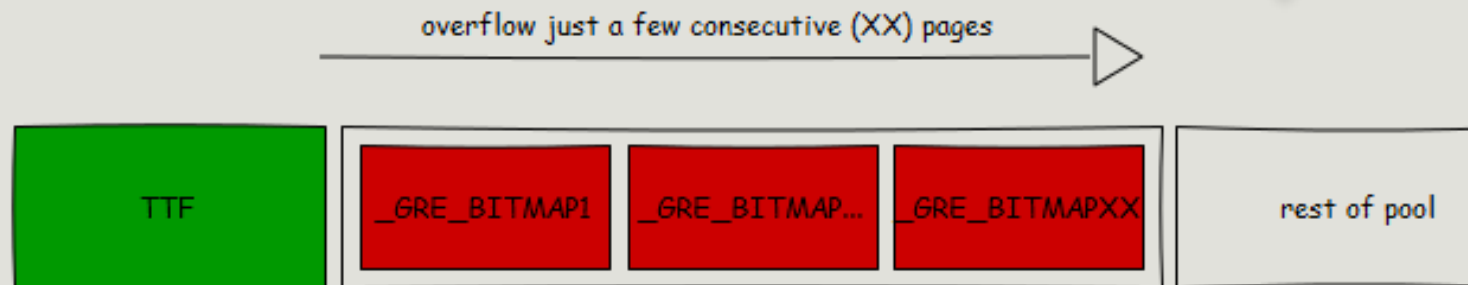 overflow just a few consecutive (XX) pages
TTF
_GRE_BITMAP1
_GRE_BITMAP...
_GRE_BITMAPXX
rest of pool